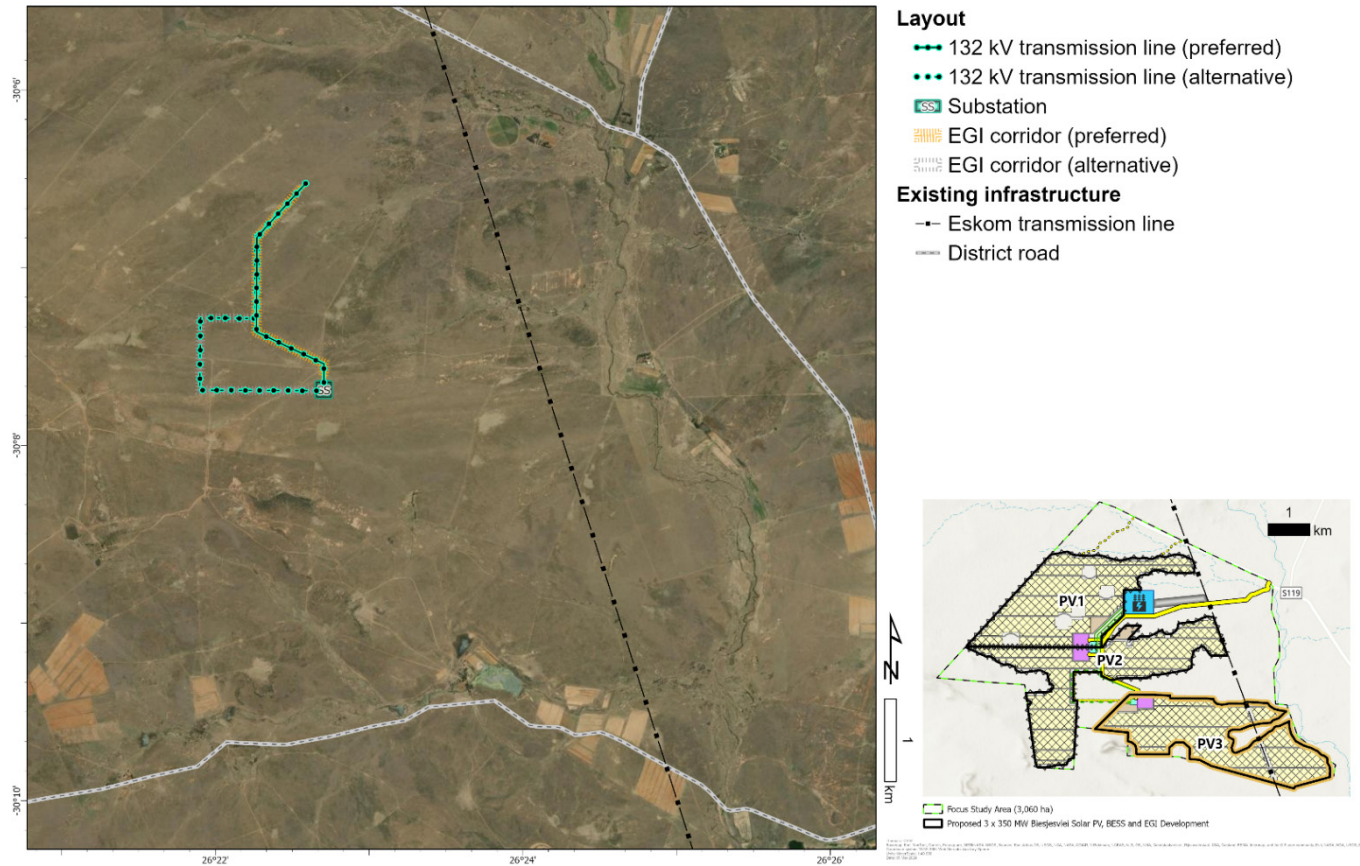 Layout
132 kV transmission line (preferred)
132 kV transmission line (alternative)
SS Substation
EGI corridor (preferred)
EGI corridor (alternative)
Existing infrastructure
Eskom transmission line
District road
-30°6'
-30°8'
-30°10'
26°22'
26°24'
26°26'
SS
N
1
km
1
km
PV1
PV2
PV3
S119
Focus Study Area (3,060 ha)
Proposed 3 x 350 MW Biesjesvlei Solar PV, BESS and EGI Development